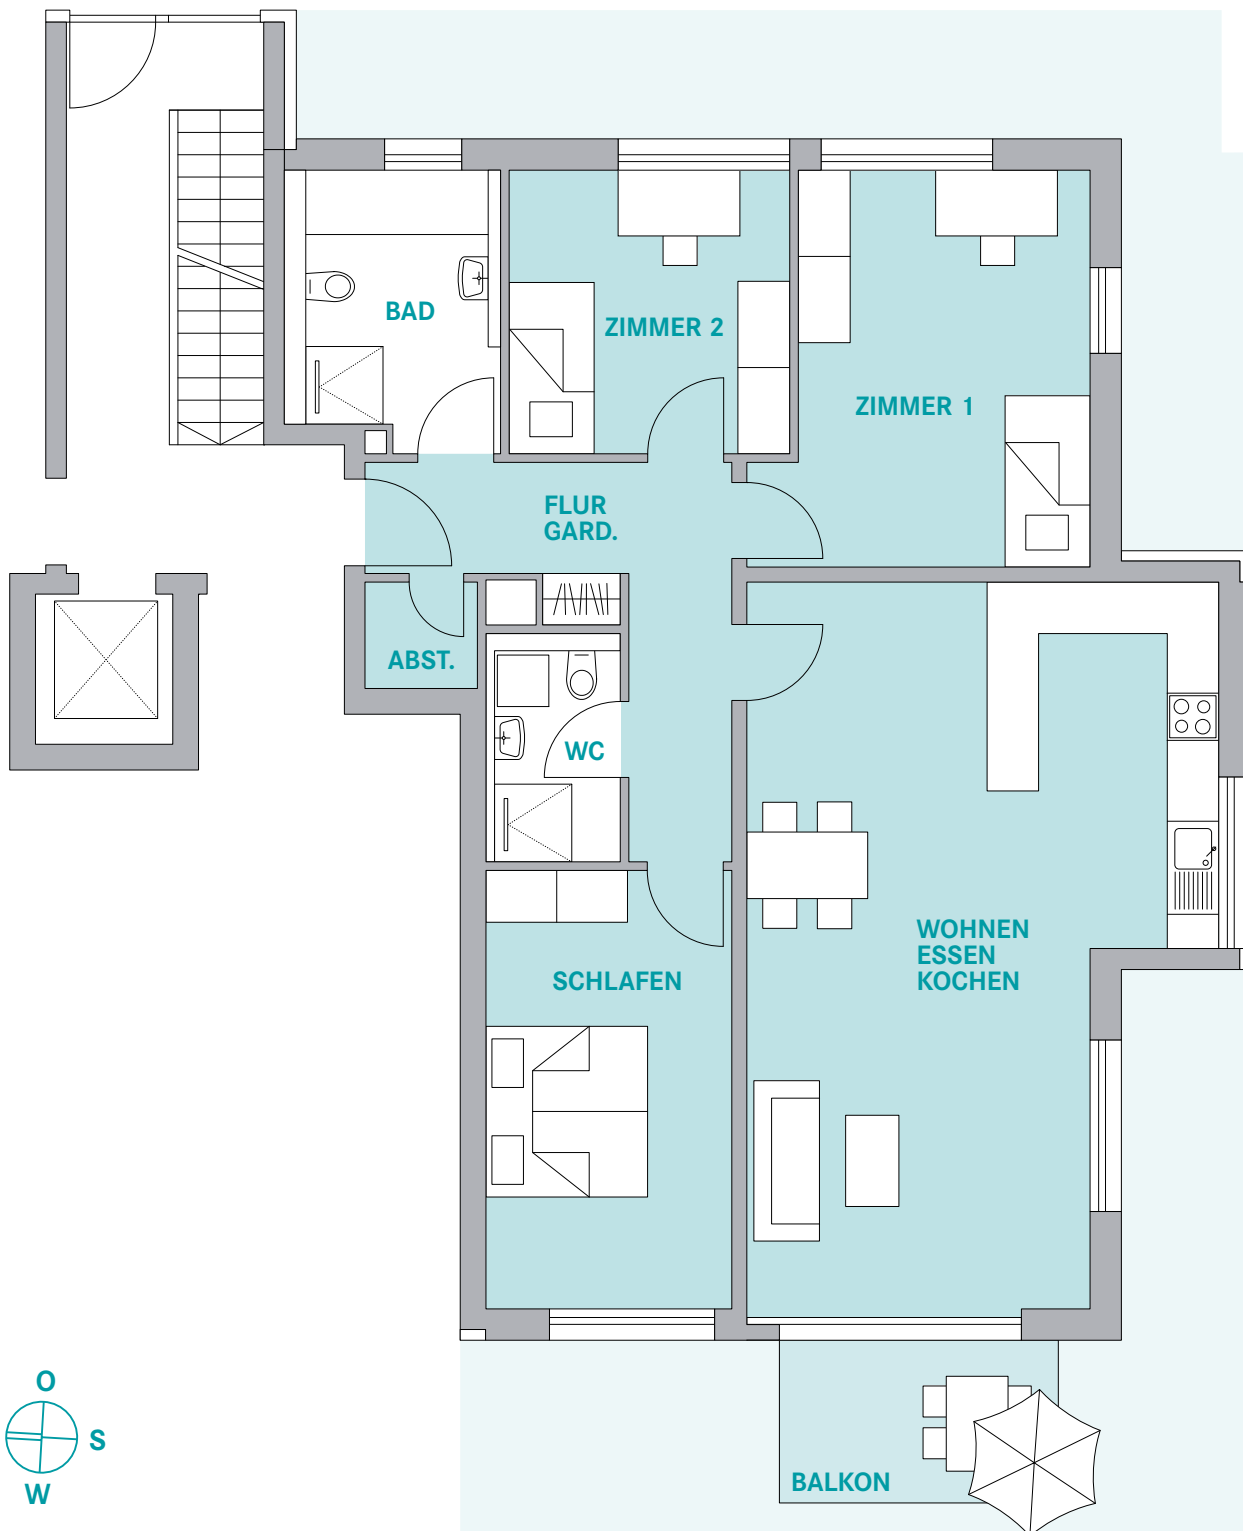 BAD
ZIMMER 2
ZIMMER 1
FLUR
GARD.
ABST.
WC
WOHNEN
ESSEN
KOCHEN
SCHLAFEN
O
S
W
BALKON